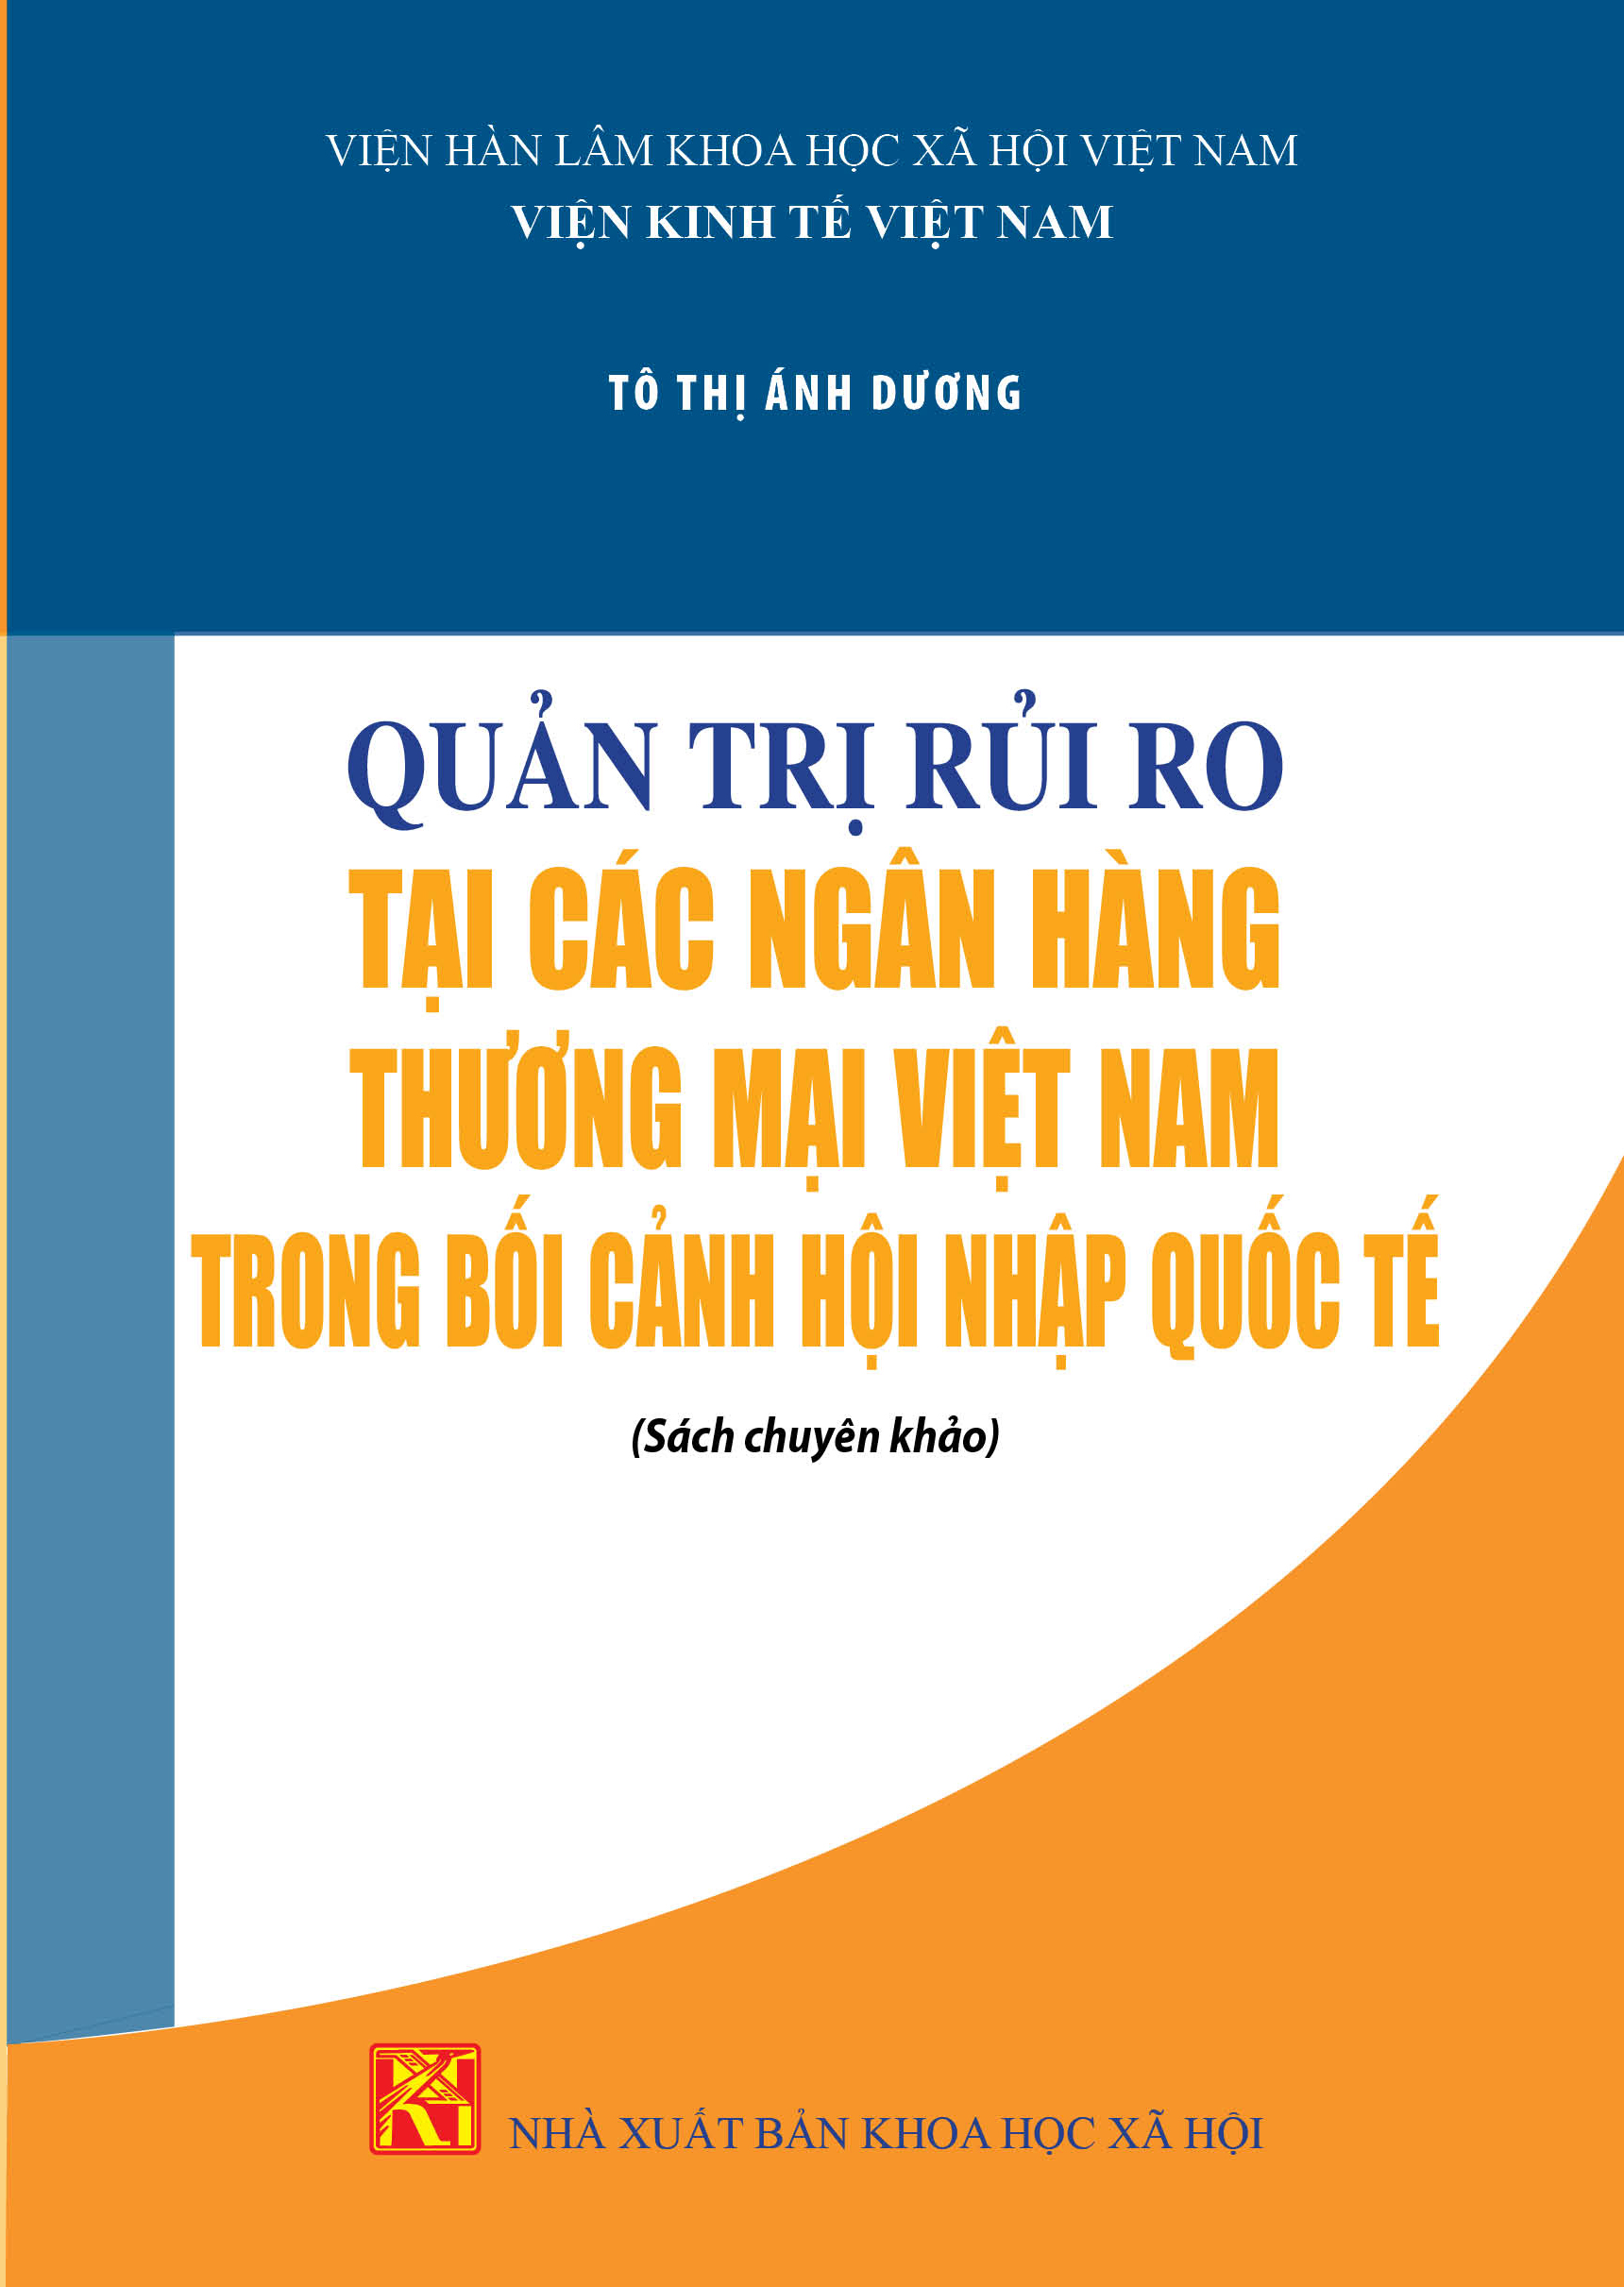 VIỆN HÀN LÂM KHOA HỌC XÃ HỘI VIỆT NAM
VIỆN KINH TẾ VIỆT NAM
TÔ THỊ ÁNH DƯƠNG
QUẢN TRỊ RỦI RO
TẠI CÁC NGÂN HÀNG
THƯƠNG MẠI VIỆT NAM
TRONG BỐI CẢNH HỘI NHẬP QUỐC TẾ
(Sách chuyên khảo)
NHÀ XUẤT BẢN KHOA HỌC XÃ HỘI